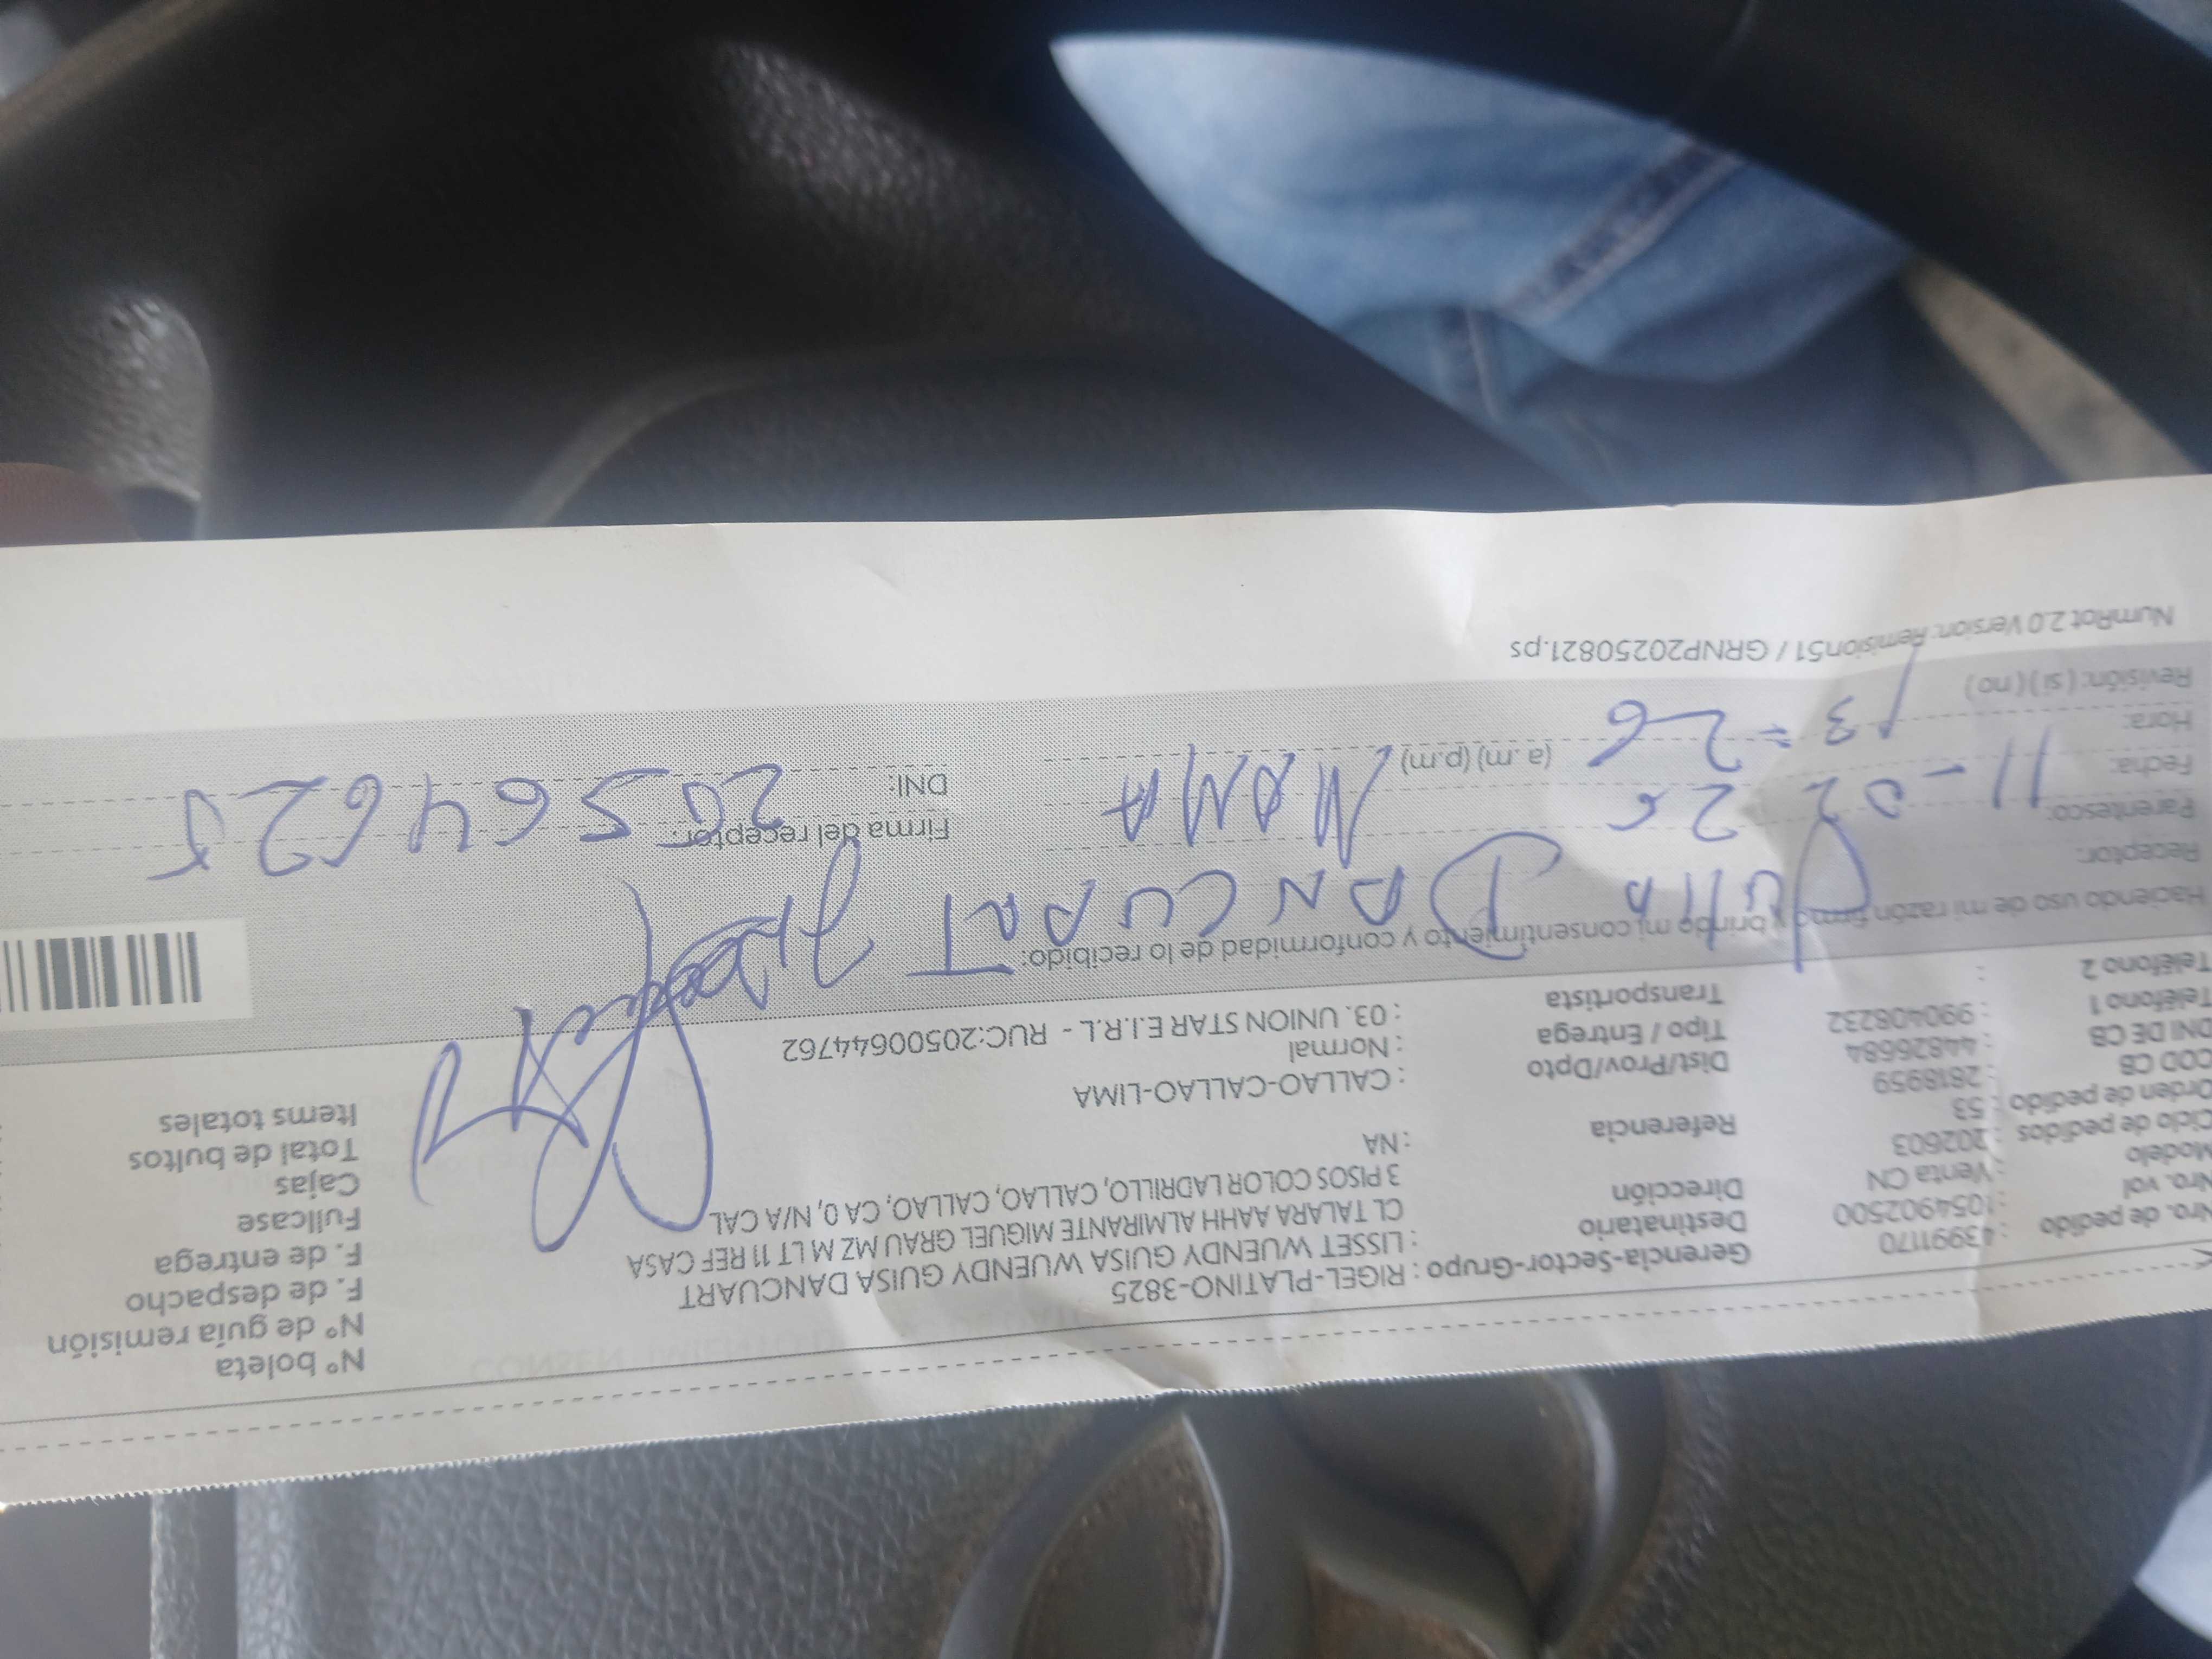 Nº boleta
Nº de guía remisión
F. de despacho
F. de entrega
Fullcase
Cajas
Total de bultos
Items totales
Nro. de pedido : 43991170
Nro. vol : 1054902500
Modelo : Venta CN
Ciclo de pedidos : 202603
Orden de pedido : 53
COD CB : 2818959
DNI DE CB : 44826684
Teléfono 1 : 990408232
Teléfono 2 :
Gerencia-Sector-Grupo : RIGEL-PLATINO-3825
Destinatario : LISSET WUENDY GUISA WUENDY GUISA DANCUART
Dirección CL TALARA AAHH ALMIRANTE MIGUEL GRAU MZ M LT 11 REF CASA
3 PISOS COLOR LADRILLO, CALLAO, CALLAO, CA 0, N/A CAL
Referencia : NA
Dist/Prov/Dpto : CALLAO-CALLAO-LIMA
Tipo / Entrega : Normal
Transportista : 03. UNION STAR E.I.R.L - RUC:20500644762
Haciendo uso de mi razón firmo y brindo mi consentimiento y conformidad de lo recibido:
Receptor: Julia DANCUART
Parentesco: MAMA
Firma del receptor:
Fecha: 11-02
DNI:
Hora: 13:26 (a.m) (p.m)
Revisión: (si) (no)
NumRot 2.0 Version: Remision51 / GRNP20250821.ps